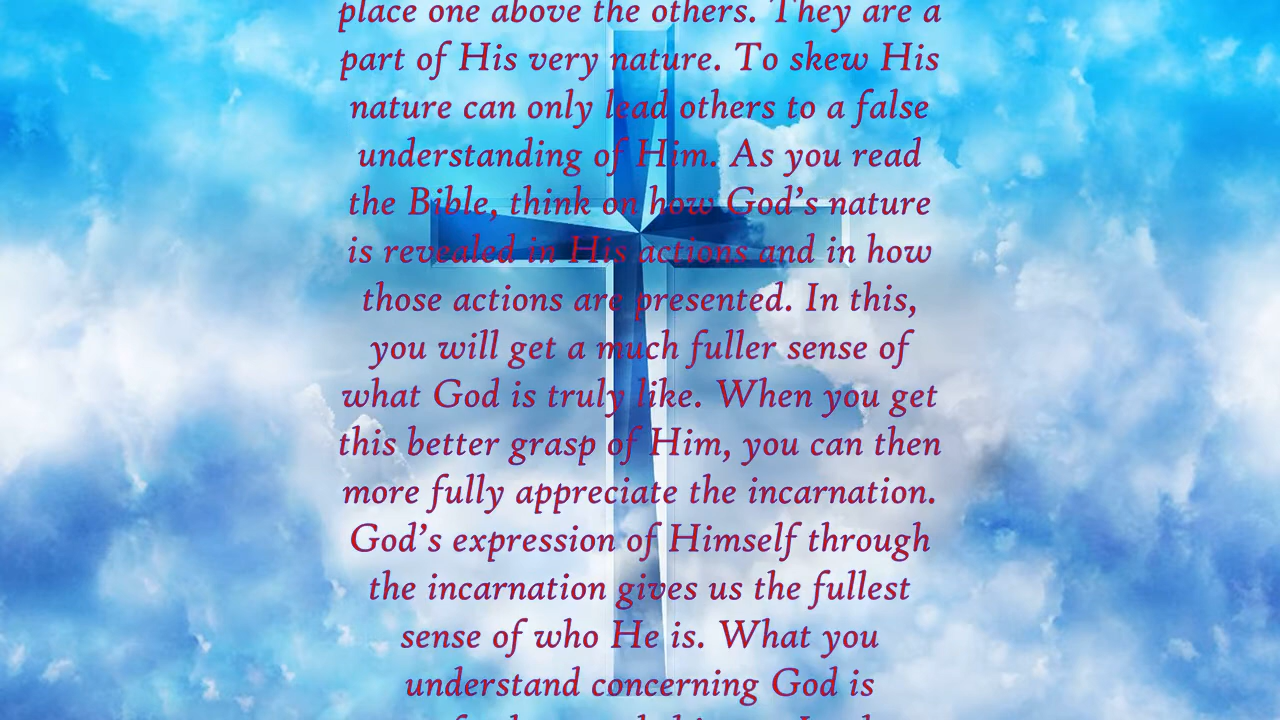 place one above the others. They are a
part of His very nature. To skew His
nature can only lead others to a false
understanding of Him. As you read
the Bible, think on how God's nature
is revealed in His actions and in how
those actions are presented. In this,
you will get a much fuller sense of
what God is truly like. When you get
this better grasp of Him, you can then
more fully appreciate the incarnation.
God's expression of Himself through
the incarnation gives us the fullest
sense of who He is. What you
understand concerning God is